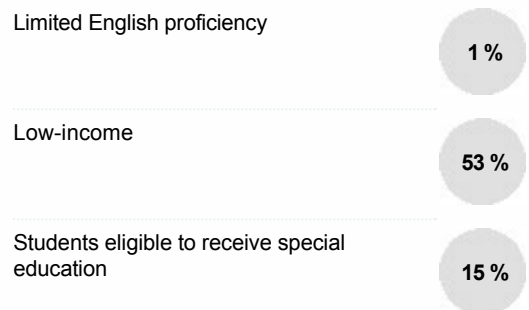 Limited English proficiency
1 %
Low-income
53 %
Students eligible to receive special
education
15 %